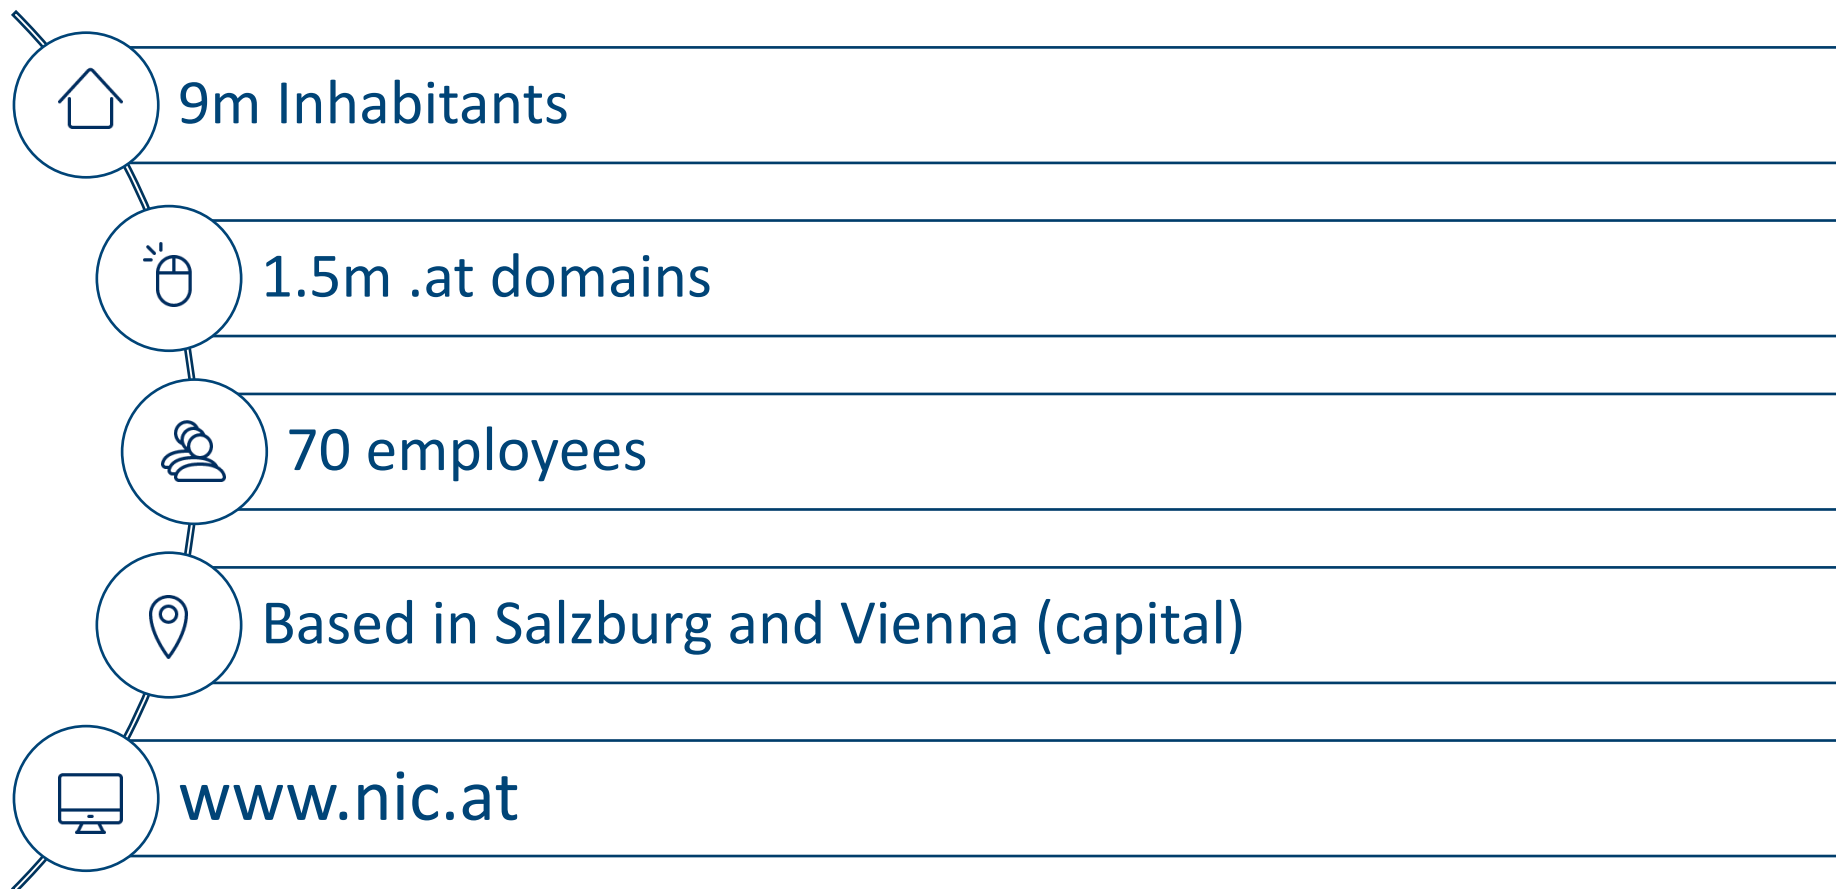 9m Inhabitants
1.5m .at domains
70 employees
Based in Salzburg and Vienna (capital)
www.nic.at